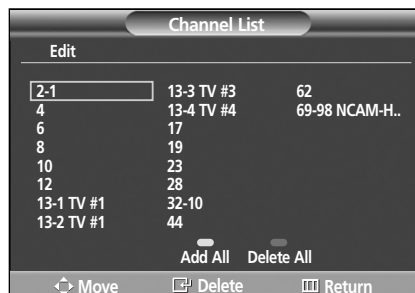 Channel List
Edit
2-1 13-3 TV #3 62
4 13-4 TV #4 69-98 NCAM-H..
6 17
8 19
10 23
12 28
13-1 TV #1 32-10
13-2 TV #1 44
Add All Delete All
Move Delete Return